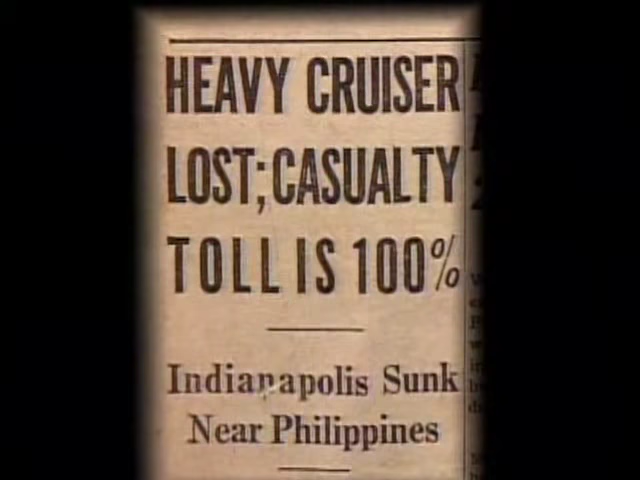 HEAVY CRUISER
LOST; CASUALTY
TOLL IS 100%
Indianapolis Sunk
Near Philippines